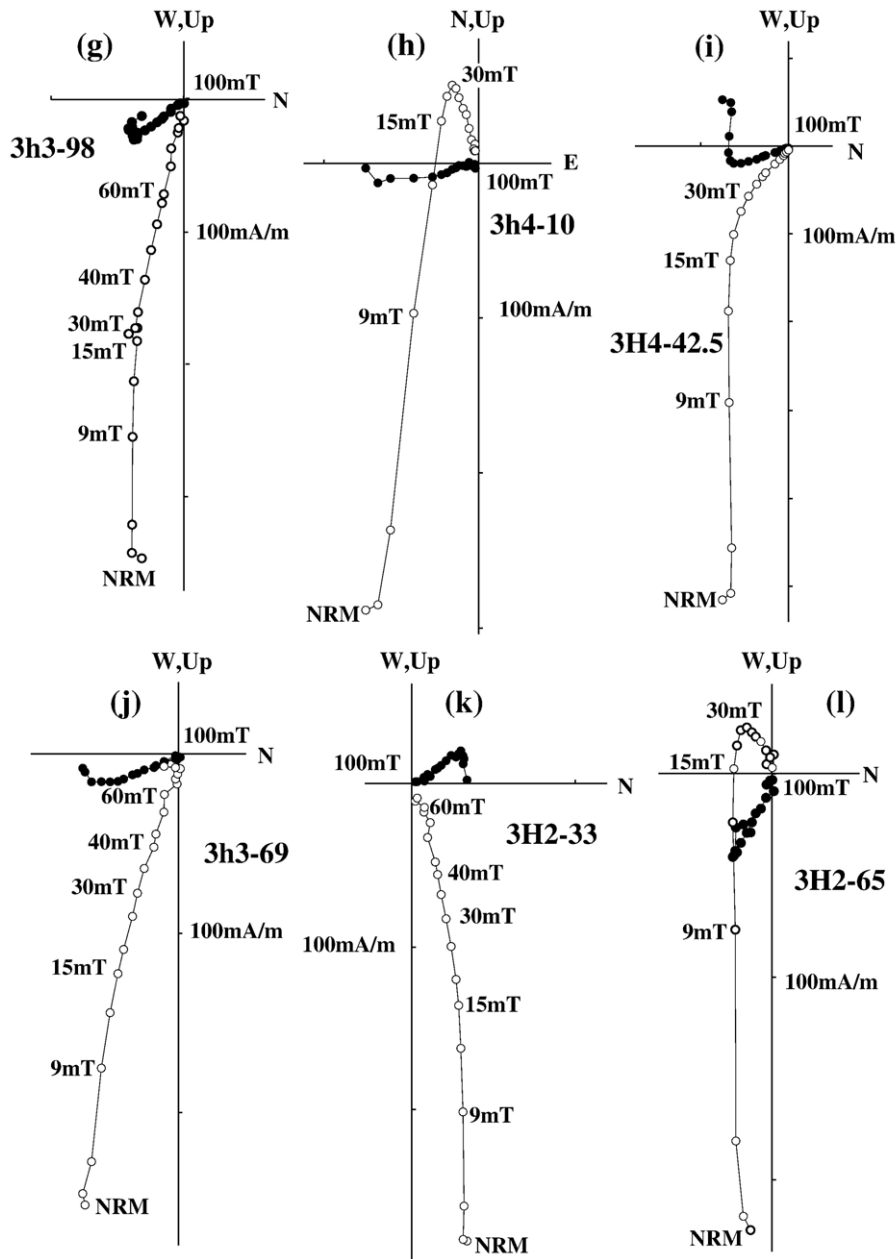 W,Up
(g)
100mT
N
3h3-98
60mT
100mA/m
40mT
30mT
15mT
9mT
NRM
N,Up
(h)
30mT
15mT
E
100mT
3h4-10
100mA/m
9mT
NRM
W,Up
(i)
100mT
N
30mT
100mA/m
15mT
3H4-42.5
9mT
NRM
W,Up
(j)
100mT
N
60mT
40mT
3h3-69
30mT
100mA/m
15mT
9mT
NRM
W,Up
(k)
100mT
N
60mT
3H2-33
40mT
30mT
100mA/m
15mT
9mT
NRM
W,Up
30mT
(l)
15mT
N
100mT
3H2-65
9mT
100mA/m
NRM